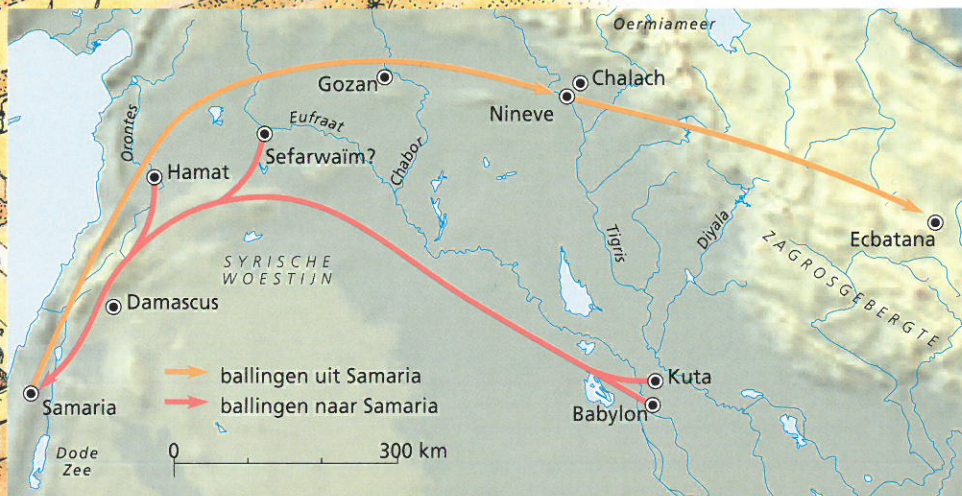 Oermiameer
Gozan
Chalach
Nineve
Orontes
Eufraat
Chabor
Sefarwaïm?
Hamat
Tigris
Diyala
Ecbatana
ZAGROSGEBERGTE
SYRISCHE
WOESTIJN
Damascus
ballingen uit Samaria
ballingen naar Samaria
Samaria
Kuta
Babylon
Dode
Zee
0 300 km